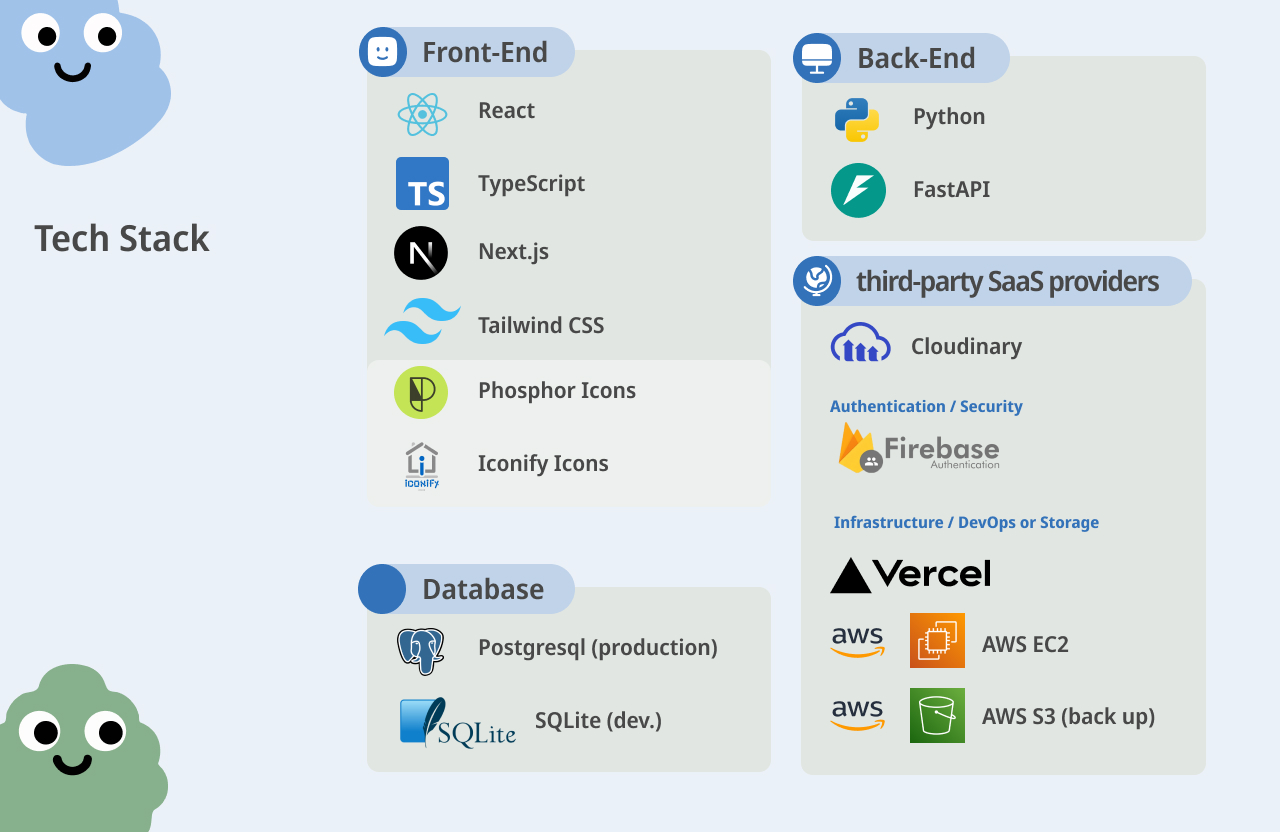 Tech Stack
Front-End
React
TS
TypeScript
N
Next.js
Tailwind CSS
Phosphor Icons
iCONiFY
Iconify Icons
Database
Postgresql (production)
SQLite
SQLite (dev.)
Back-End
Python
FastAPI
third-party SaaS providers
Cloudinary
Authentication / Security
Firebase
Authentication
Infrastructure / DevOps or Storage
Vercel
aws
AWS EC2
aws
AWS S3 (back up)